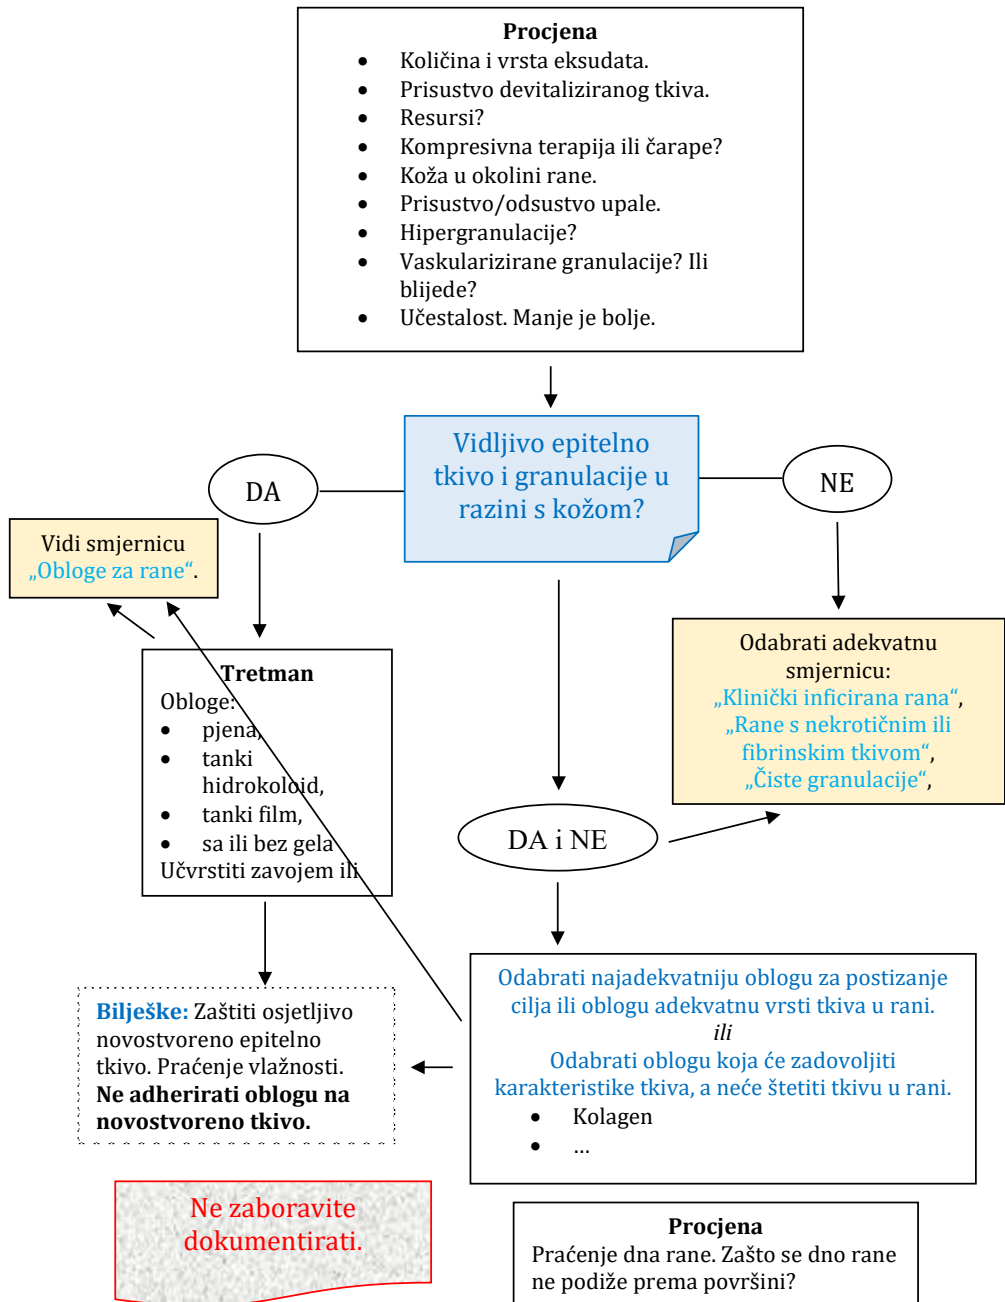 Procjena
• Količina i vrsta eksudata.
• Prisustvo devitaliziranog tkiva.
• Resursi?
• Kompresivna terapija ili čarape?
• Koža u okolini rane.
• Prisustvo/odsustvo upale.
• Hipergranulacije?
• Vaskularizirane granulacije? Ili
blijede?
• Učestalost. Manje je bolje.
Vidljivo epitelno
tkivo i granulacije u
razini s kožom?
DA
NE
Vidi smjernicu
„Obloge za rane“.
Tretman
Obloge:
• pjena,
• tanki
hidrokoloid,
• tanki film,
• sa ili bez gela
Učvrstiti zavojem ili
Odabrati adekvatnu
smjernicu:
„Klinički inficirana rana“,
„Rane s nekrotičnim ili
fibrinskim tkivom“,
„Čiste granulacije“,
DA i NE
Bilješke: Zaštiti osjetljivo
novostvoreno epitelno
tkivo. Praćenje vlažnosti.
Ne adherirati oblogu na
novostvoreno tkivo.
Odabrati najadekvatniju oblogu za postizanje
cilja ili oblogu adekvatnu vrsti tkiva u rani.
ili
Odabrati oblogu koja će zadovoljiti
karakteristike tkiva, a neće štetiti tkivu u rani.
• Kolagen
• ...
Ne zaboravite
dokumentirati.
Procjena
Praćenje dna rane. Zašto se dno rane
ne podiže prema površini?